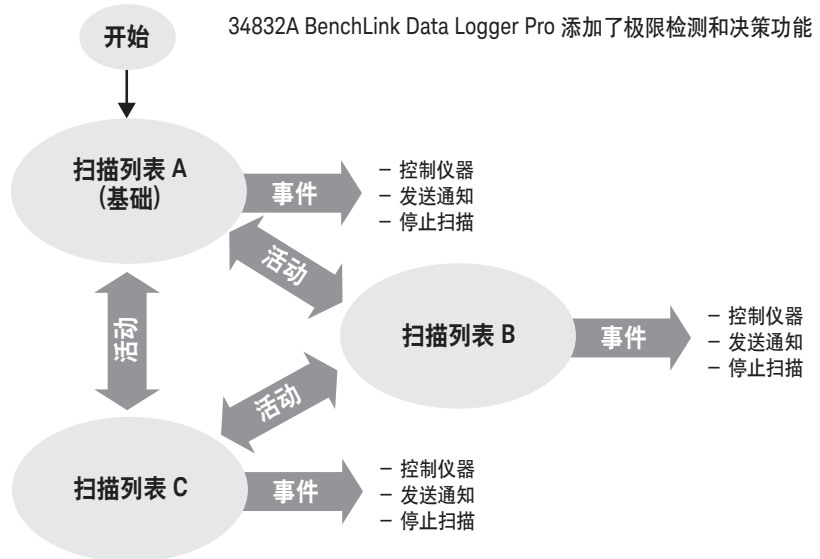 开始
34832A BenchLink Data Logger Pro 添加了极限检测和决策功能
扫描列表 A
(基础)
事件
– 控制仪器
– 发送通知
– 停止扫描
活动
活动
扫描列表 B
事件
– 控制仪器
– 发送通知
– 停止扫描
活动
扫描列表 C
事件
– 控制仪器
– 发送通知
– 停止扫描